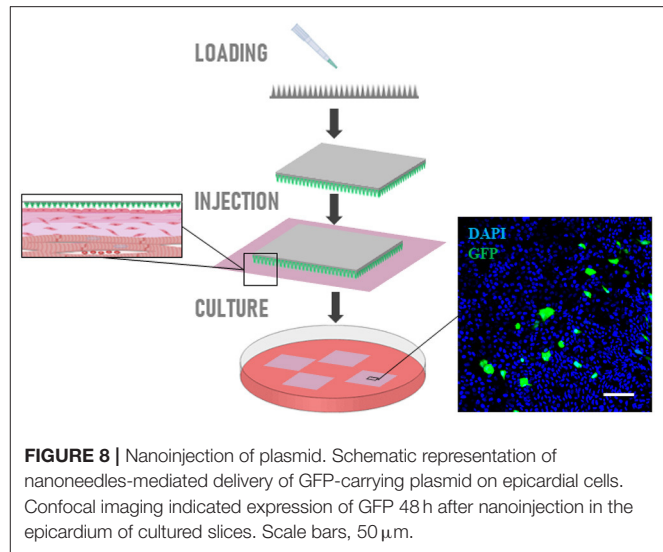 LOADING
INJECTION
CULTURE
DAPI
GFP
FIGURE 8 | Nanoinjection of plasmid. Schematic representation of
nanoneedles-mediated delivery of GFP-carrying plasmid on epicardial cells.
Confocal imaging indicated expression of GFP 48 h after nanoinjection in the
epicardium of cultured slices. Scale bars, 50 μm.